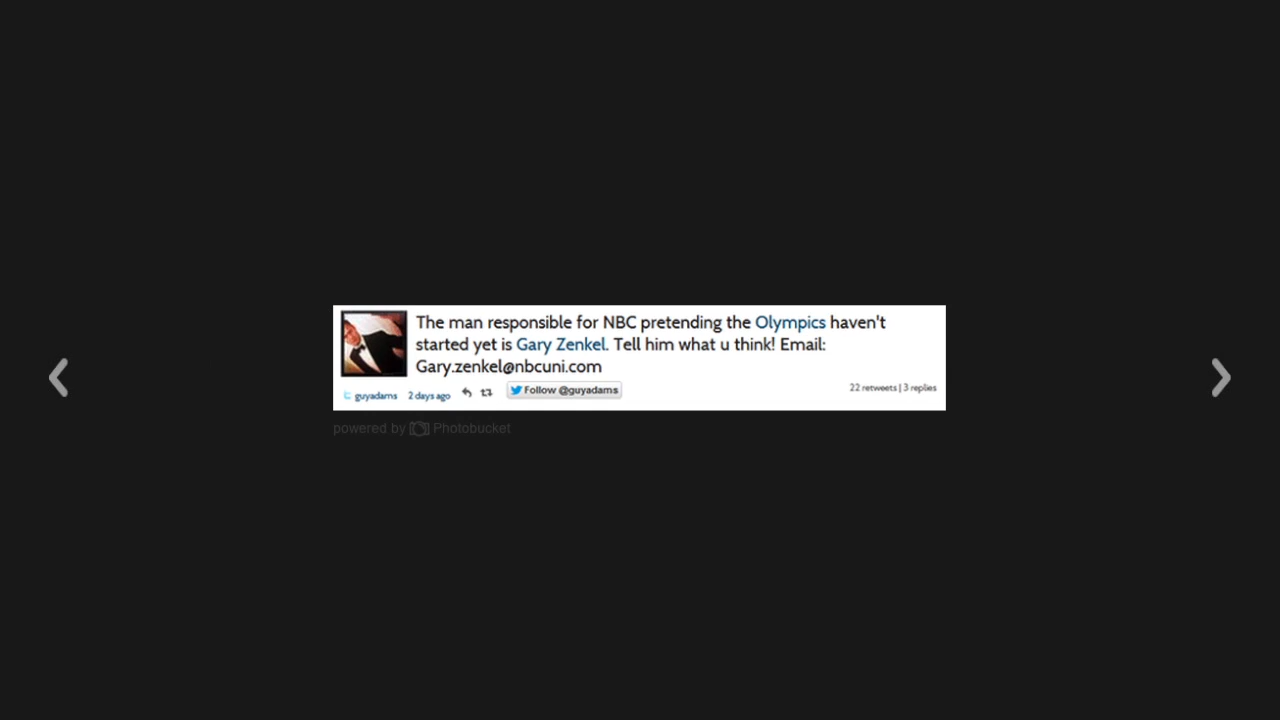 The man responsible for NBC pretending the Olympics haven't
started yet is Gary Zenkel. Tell him what u think! Email:
Gary.zenkel@nbcuni.com
guyadams 2 days ago Follow @guyadams 22 retweets | 3 replies
powered by Photobucket